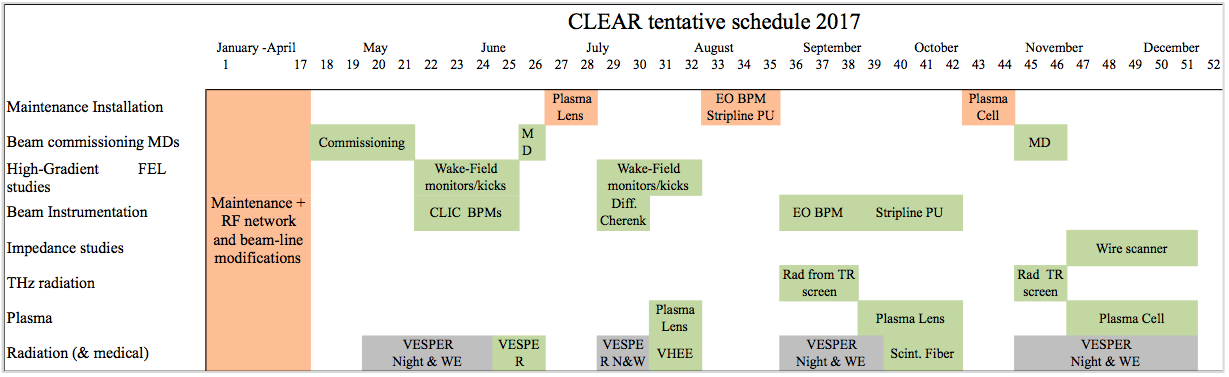 CLEAR tentative schedule 2017
January -April May June July August September October November December
1 17 18 19 20 21 22 23 24 25 26 27 28 29 30 31 32 33 34 35 36 37 38 39 40 41 42 43 44 45 46 47 48 49 50 51 52
Maintenance Installation
Plasma
Lens
EO BPM
Stripline PU
Plasma
Cell
Beam commissioning MDs
Commissioning
M
D
MD
High-Gradient FEL
studies
Wake-Field
monitors/kicks
Wake-Field
monitors/kicks
Maintenance +
RF network
and beam-line
modifications
Beam Instrumentation
CLIC BPMs
Diff.
Cherenk
EO BPM Stripline PU
Impedance studies
Wire scanner
THz radiation
Rad from TR
screen
Rad TR
screen
Plasma
Plasma
Lens
Plasma Lens
Plasma Cell
Radiation (& medical)
VESPER
Night & WE
VESPE
R
VESPE
R N&W
VHEE
VESPER
Night & WE
Scint. Fiber
VESPER
Night & WE